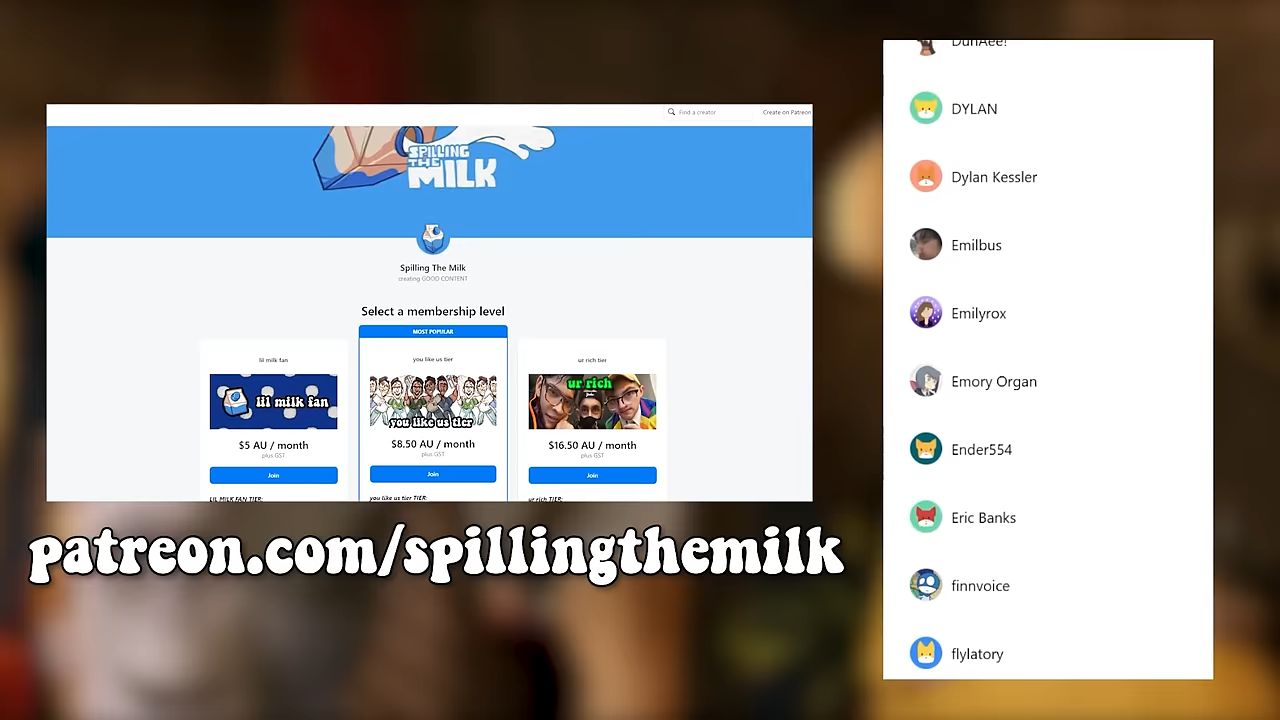 Find a creator
Create on Patreon
SPILLING
THE
MILK
Spilling The Milk
creating GOOD CONTENT
Select a membership level
MOST POPULAR
lil milk fan
lil milk fan
$5 AU / month
plus GST
Join
LIL MILK FAN TIER:
you like us tier
you like us tier
$8.50 AU / month
plus GST
Join
you like us tier TIER:
ur rich tier
ur rich
$16.50 AU / month
plus GST
Join
ur rich TIER:
patreon.com/spillingthemilk
DYLAN
Dylan Kessler
Emilbus
Emilyrox
Emory Organ
Ender554
Eric Banks
finnvoice
flylatory